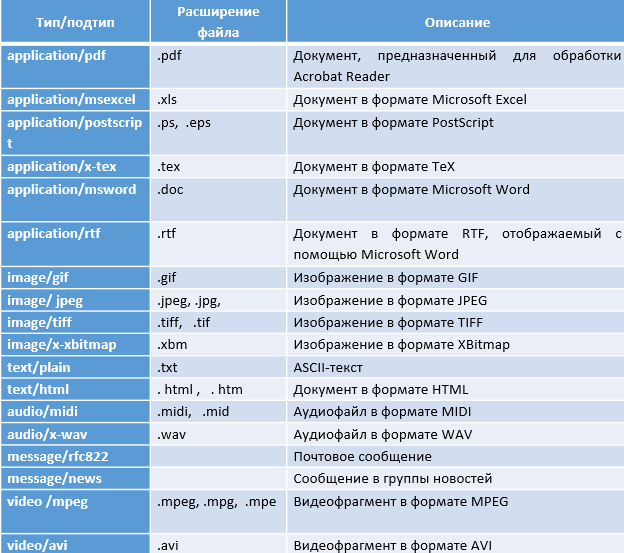 Тип/подтип Расширение файла Описание
application/pdf .pdf Документ, предназначенный для обработки
Acrobat Reader
application/msexcel .xls Документ в формате Microsoft Excel
application/postscrip .ps, .eps Документ в формате PostScript
t
application/x-tex .tex Документ в формате TeX
application/msword .doc Документ в формате Microsoft Word
application/rtf .rtf Документ в формате RTF, отображаемый с
помощью Microsoft Word
image/gif .gif Изображение в формате GIF
image/ jpeg .jpeg, .jpg, Изображение в формате JPEG
image/tiff .tiff, .tif Изображение в формате TIFF
image/x-xbitmap .xbm Изображение в формате XBitmap
text/plain .txt ASCII-текст
text/html . html , . htm Документ в формате HTML
audio/midi .midi, .mid Аудиофайл в формате MIDI
audio/x-wav .wav Аудиофайл в формате WAV
message/rfc822 Почтовое сообщение
message/news Сообщение в группы новостей
video /mpeg .mpeg, .mpg, .mpe Видеофрагмент в формате MPEG
video/avi .avi Видеофрагмент в формате AVI